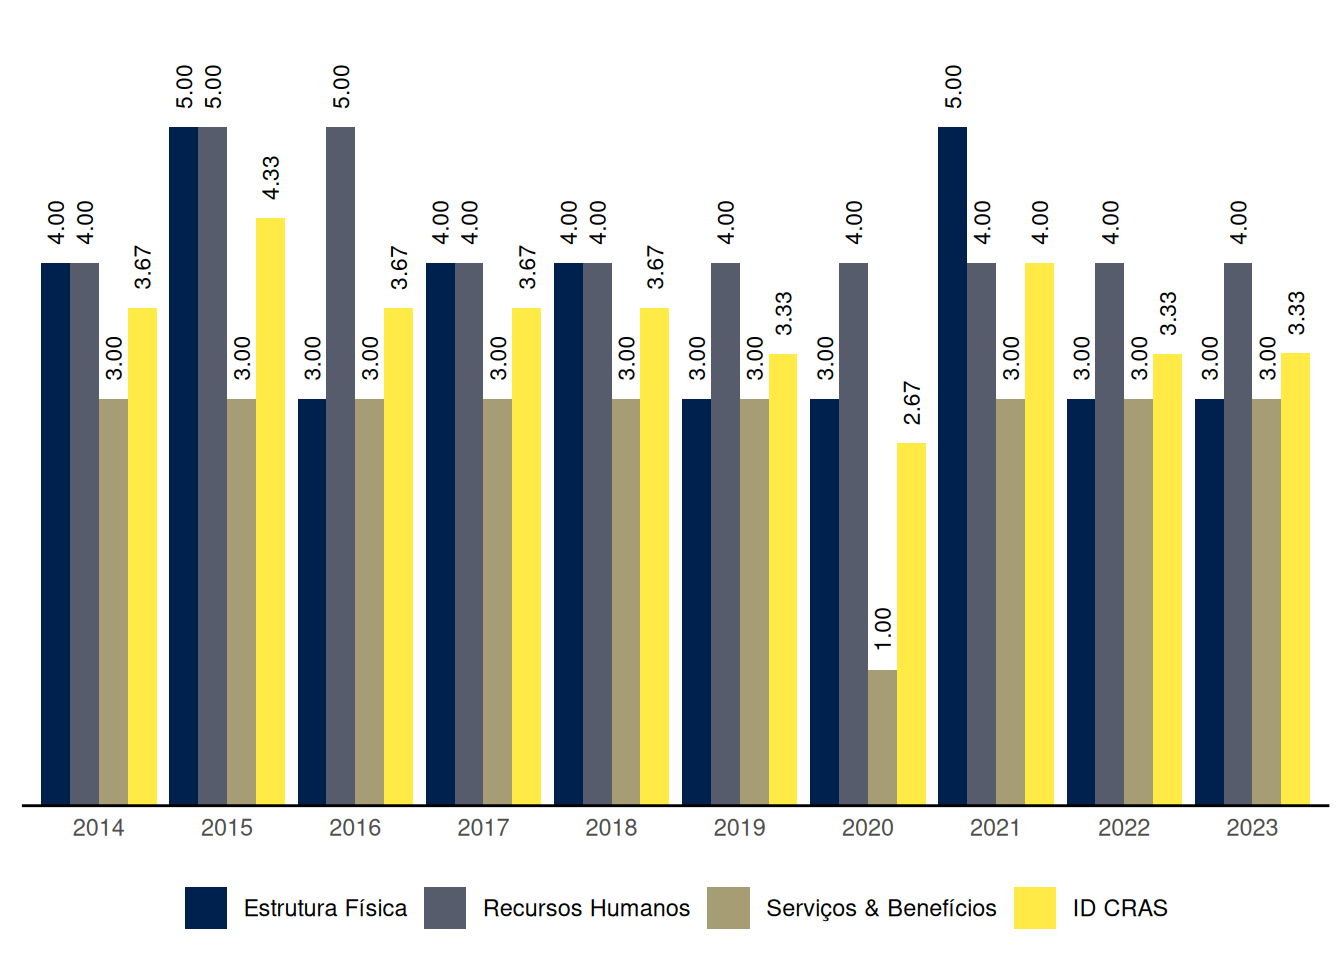 5.00 5.00 5.00 5.00
4.33
4.00 4.00 4.00 4.00 4.00 4.00 4.00 4.00 4.00 4.00 4.00 4.00
3.67 3.67 3.67 3.67
3.33 3.33 3.33
3.00 3.00 3.00 3.00 3.00 3.00 3.00 3.00 3.00 3.00 3.00 3.00 3.00 3.00 3.00
2.67
1.00
2014 2015 2016 2017 2018 2019 2020 2021 2022 2023
Estrutura Física Recursos Humanos Serviços & Benefícios ID CRAS